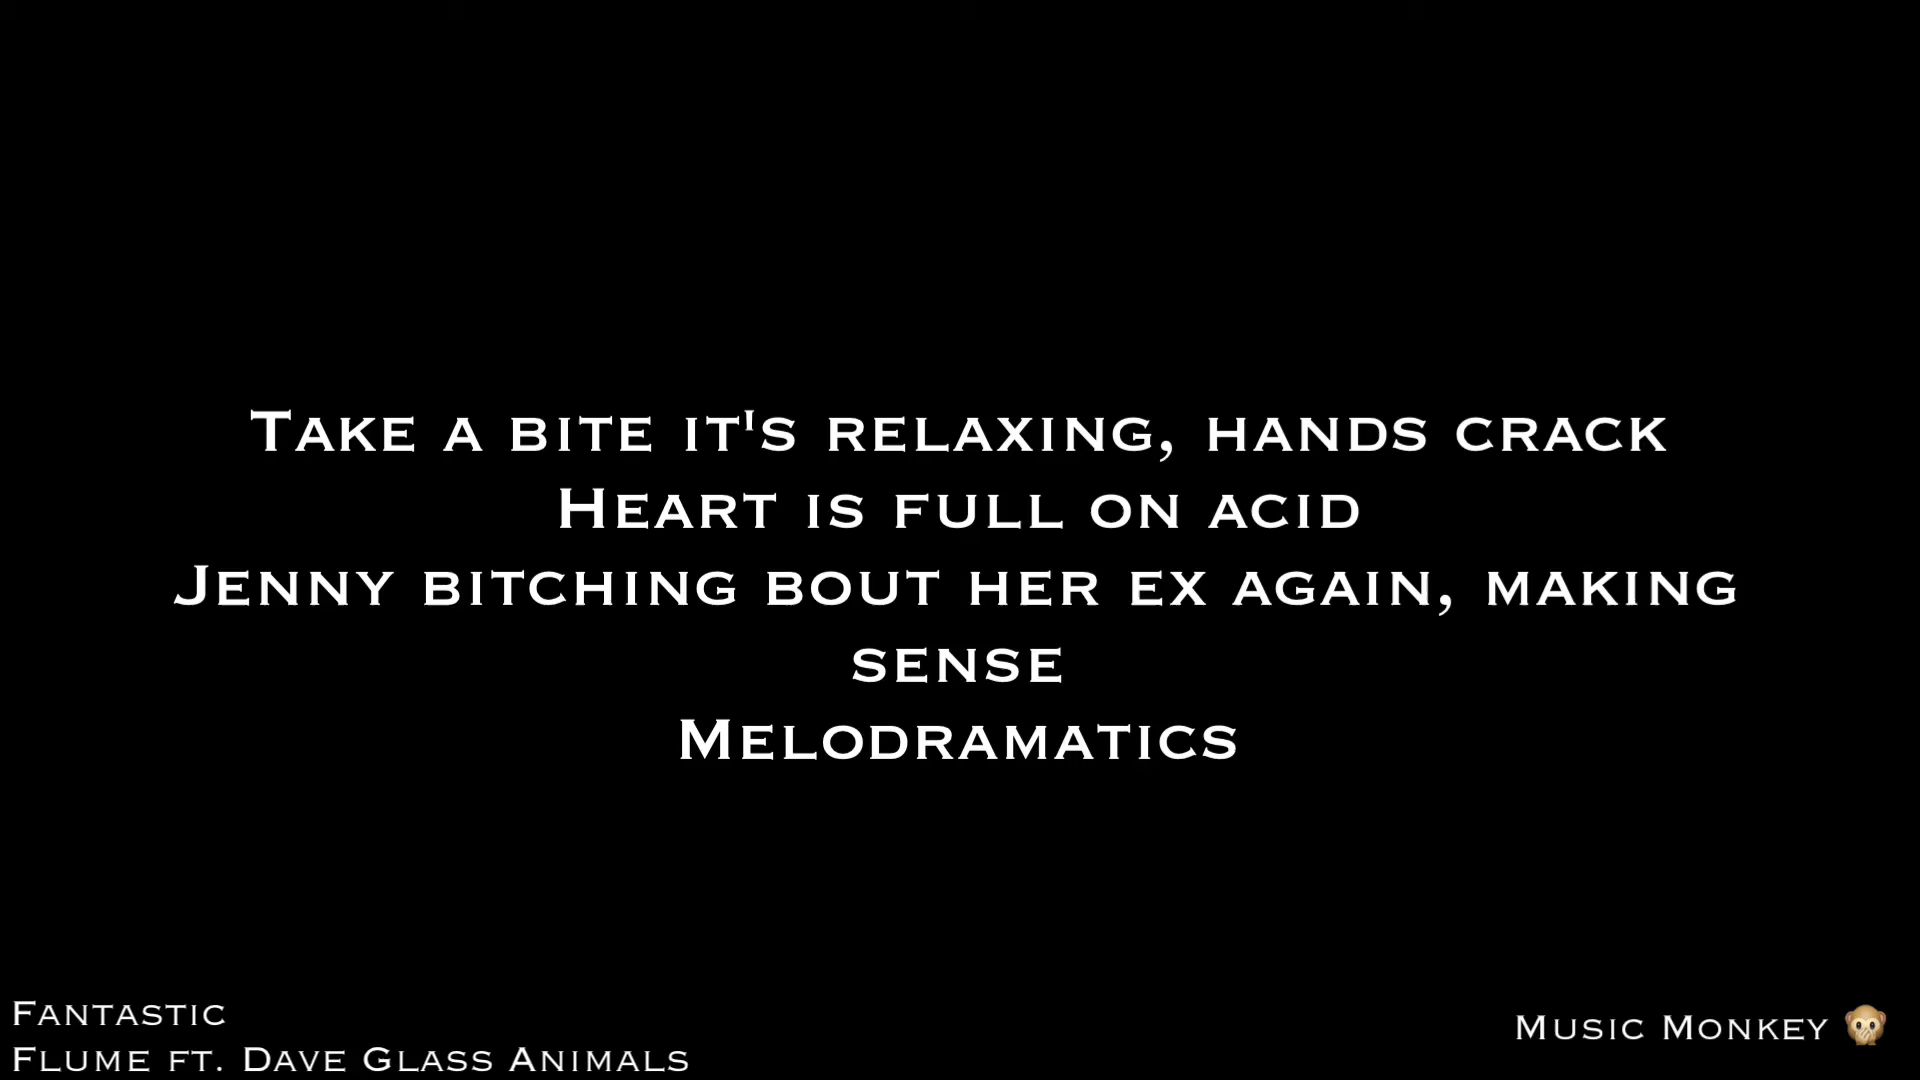 Take a bite it's relaxing, hands crack
Heart is full on acid
Jenny bitching bout her ex again, making
sense
Melodramatics
Fantastic
Flume ft. Dave Glass Animals
Music Monkey 🙊